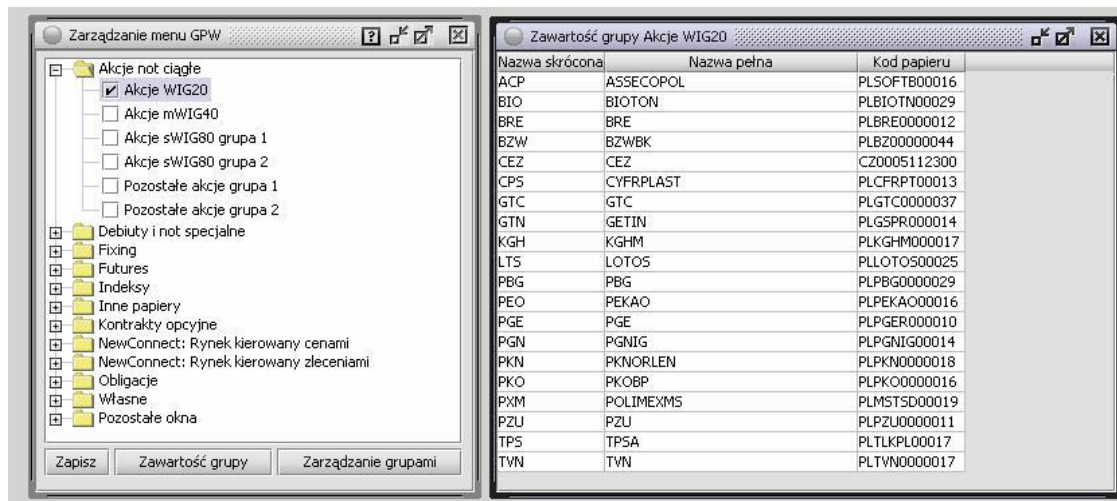 Zarządzanie menu GPW
Akcje not ciągłe
Akcje WIG20
Akcje mWIG40
Akcje sWIG80 grupa 1
Akcje sWIG80 grupa 2
Pozostałe akcje grupa 1
Pozostałe akcje grupa 2
Debiuty i not specjalne
Fixing
Futures
Indeksy
Inne papiery
Kontrakty opcyjne
NewConnect: Rynek kierowany cenami
NewConnect: Rynek kierowany zleceniami
Obligacje
Własne
Pozostałe okna
Zapisz Zawartość grupy Zarządzanie grupami
Zawartość grupy Akcje WIG20
Nazwa skrócona Nazwa pełna Kod papieru
ACP ASSECOPOL PLSOFTB00016
BIO BIOTON PLBIOTN00029
BRE BRE PLBRE0000012
BZW BZWBK PLBZ00000044
CEZ CEZ CZ0005112300
CPS CYFRPLAST PLCFRPT00013
GTC GTC PLGTC0000037
GTN GETIN PLGSPR000014
KGH KGHM PLKGHM000017
LTS LOTOS PLLOTOS00025
PBG PBG PLPBG0000029
PEO PEKAO PLPEKAO00016
PGE PGE PLPGER000010
PGN PGNIG PLPGNIG00014
PKN PKNORLEN PLPKN0000018
PKO PKOBP PLPKO0000016
PXM POLIMEXMS PLMSTSD00019
PZU PZU PLPZU0000011
TPS TPSA PLTLKPL00017
TVN TVN PLTVN0000017